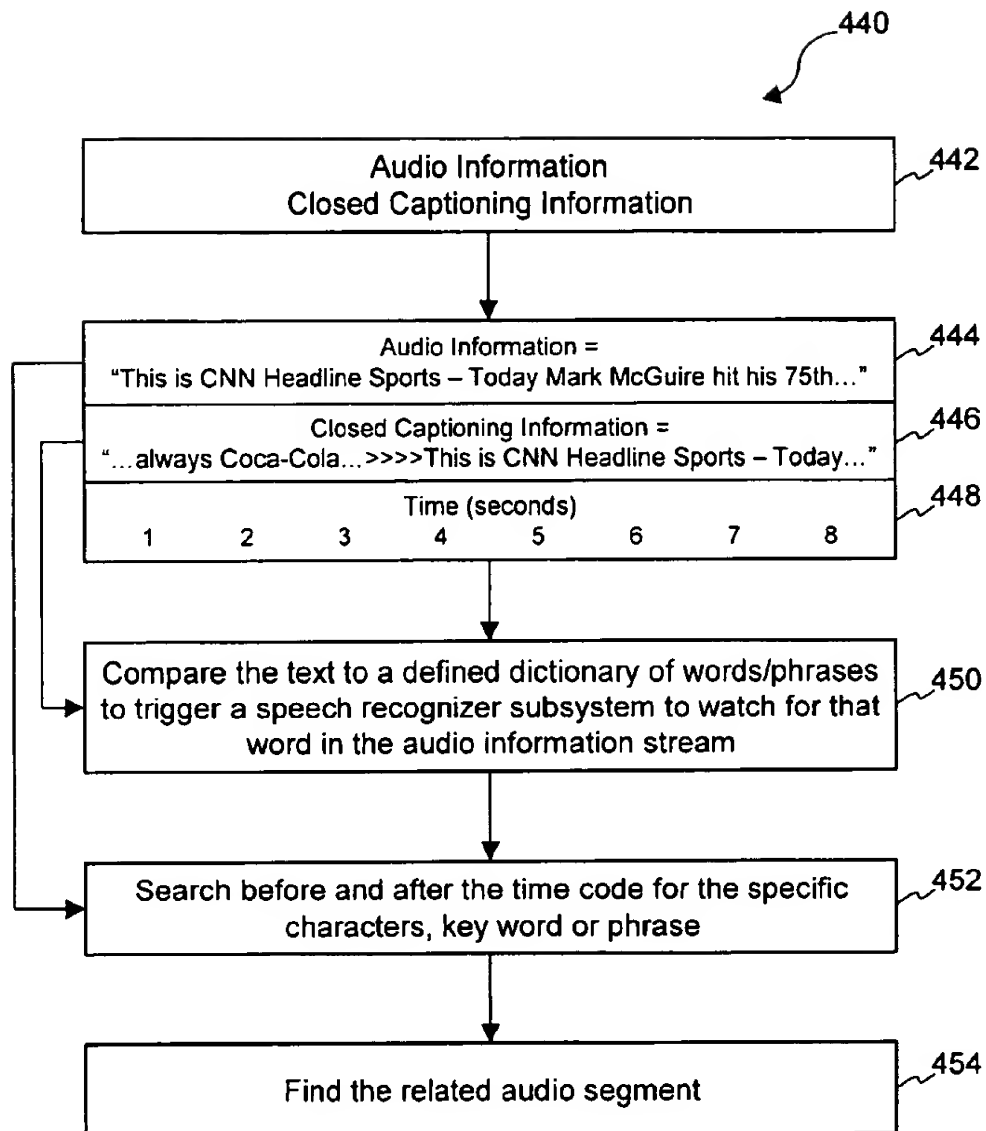 440
Audio Information
Closed Captioning Information
442
Audio Information =
"This is CNN Headline Sports – Today Mark McGuire hit his 75th..."
444
Closed Captioning Information =
"...always Coca-Cola...>>>>This is CNN Headline Sports – Today..."
446
Time (seconds)
1 2 3 4 5 6 7 8
448
Compare the text to a defined dictionary of words/phrases
to trigger a speech recognizer subsystem to watch for that
word in the audio information stream
450
Search before and after the time code for the specific
characters, key word or phrase
452
Find the related audio segment
454